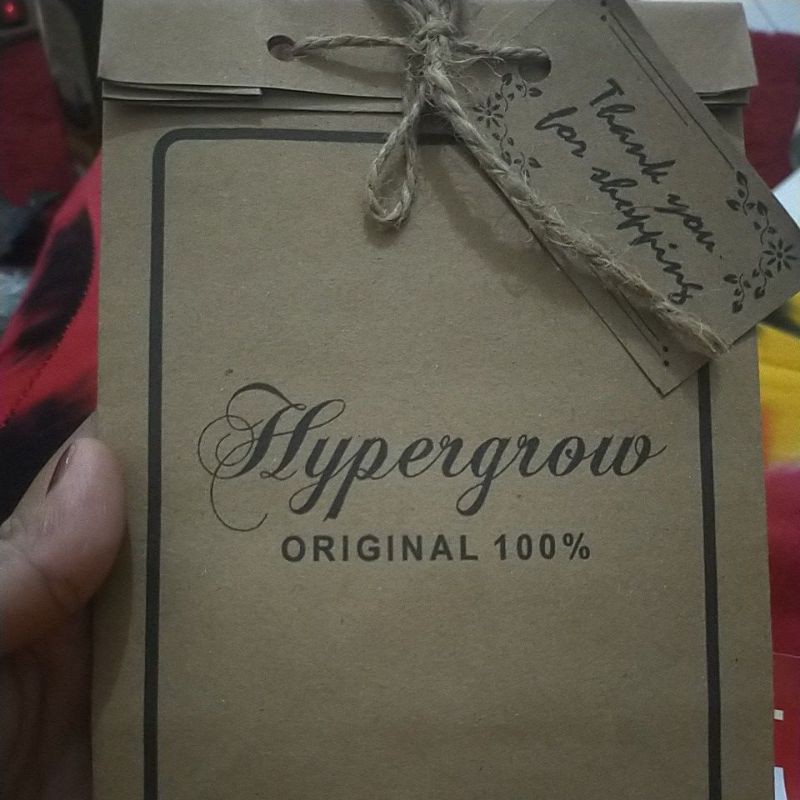 Thank you
for shopping
Hypergrow
ORIGINAL 100%